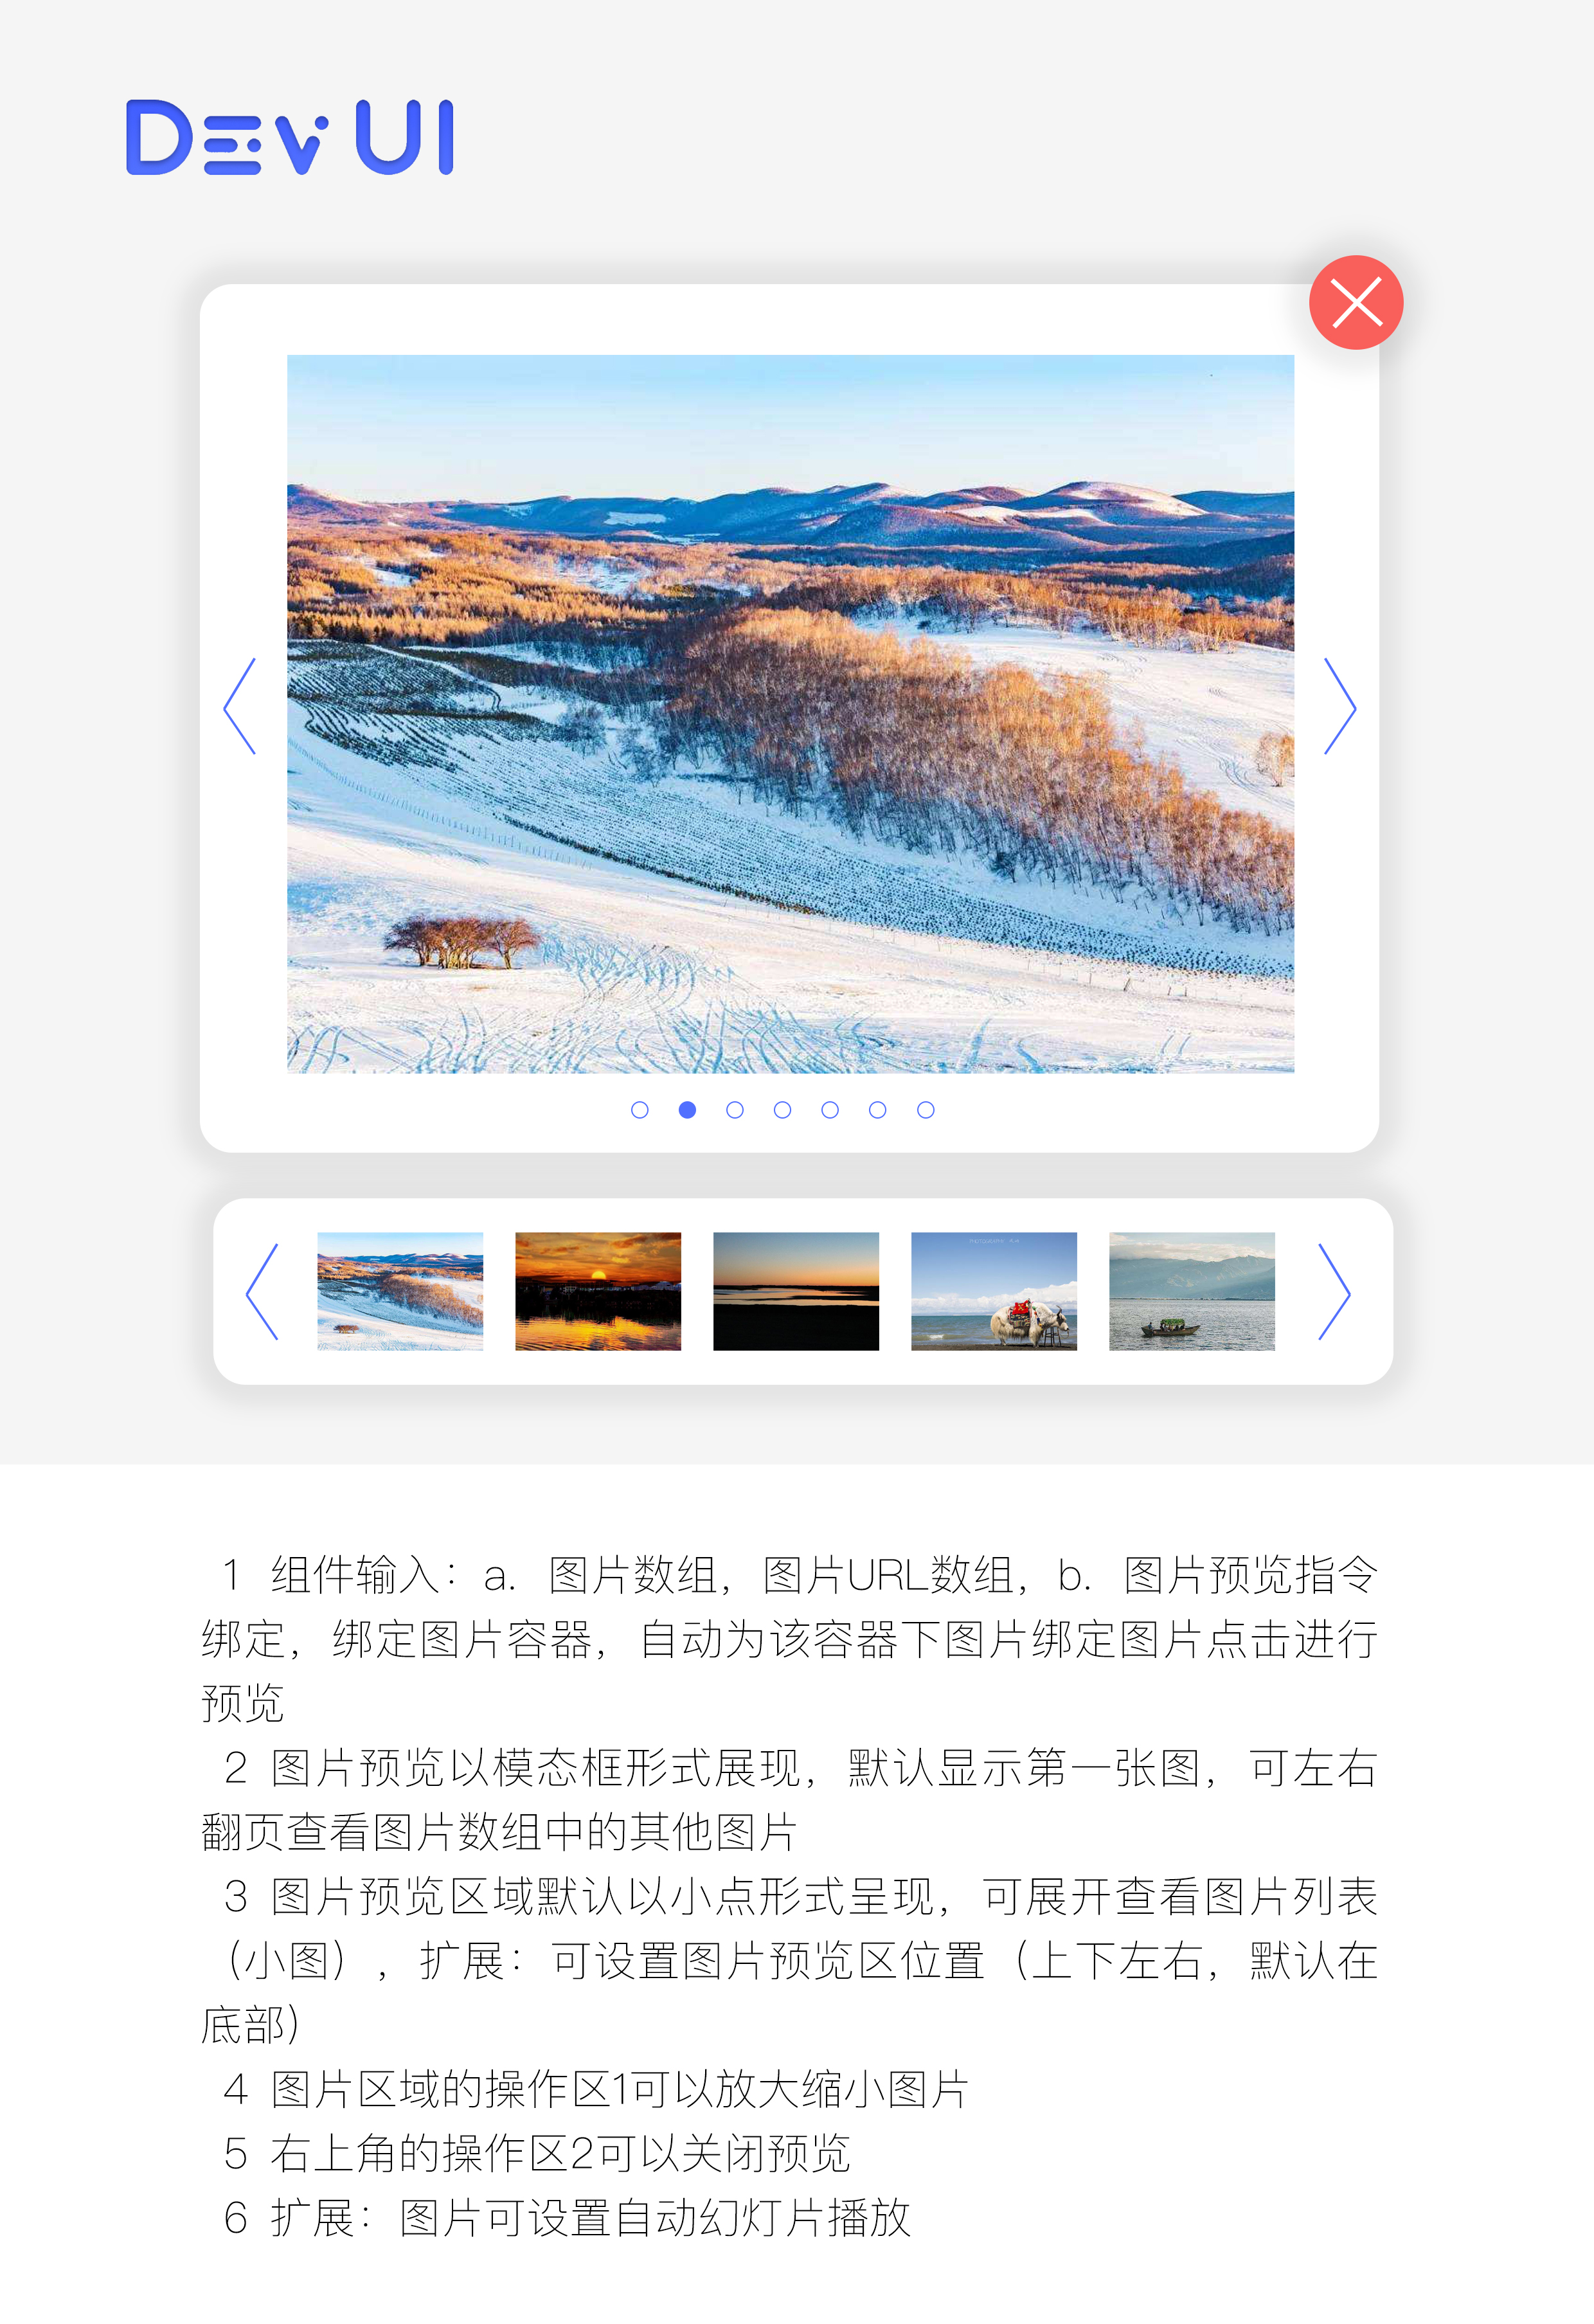 DevUI
1 组件输入：a. 图片数组，图片URL数组，b. 图片预览指令
绑定，绑定图片容器，自动为该容器下图片绑定图片点击进行
预览
2 图片预览以模态框形式展现，默认显示第一张图，可左右
翻页查看图片数组中的其他图片
3 图片预览区域默认以小点形式呈现，可展开查看图片列表
（小图），扩展：可设置图片预览区位置（上下左右，默认在
底部）
4 图片区域的操作区1可以放大缩小图片
5 右上角的操作区2可以关闭预览
6 扩展：图片可设置自动幻灯片播放